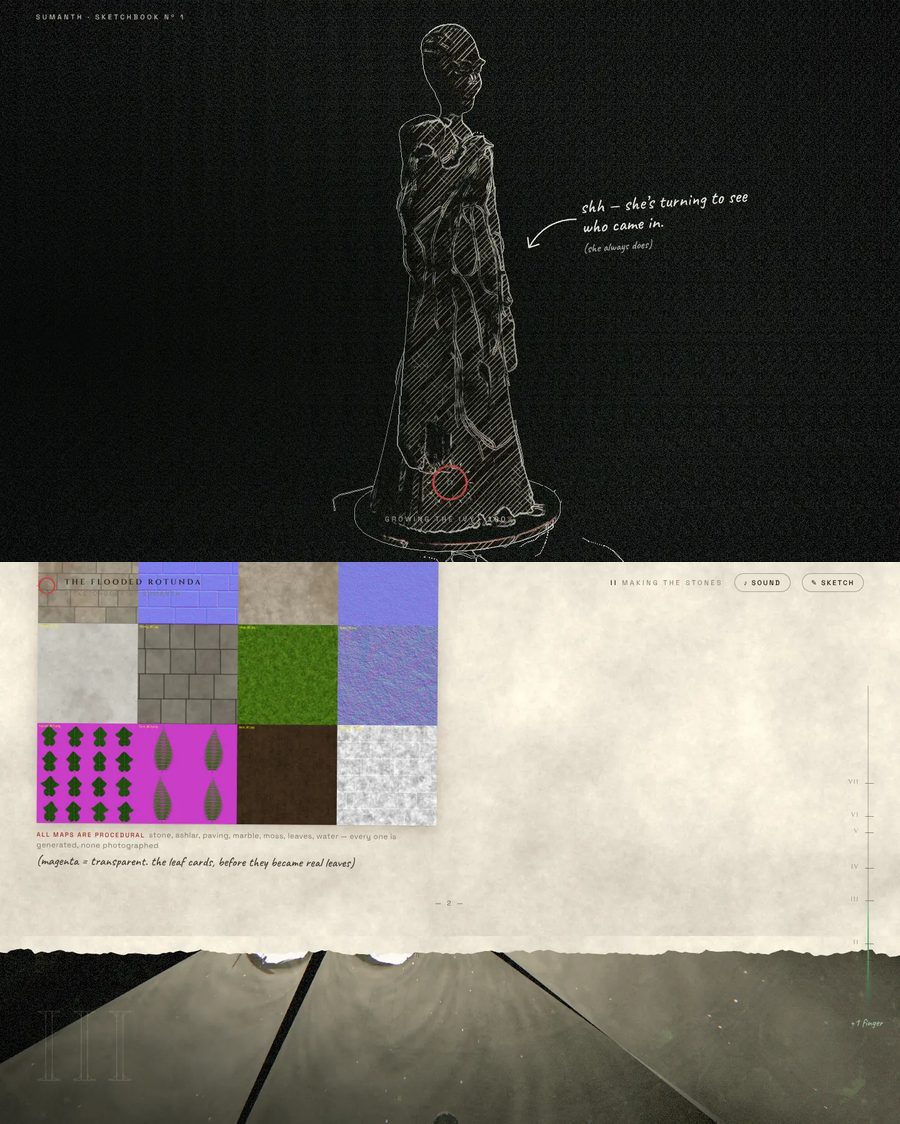 SUMANTH · SKETCHBOOK Nº 1
shh – she's turning to see
who came in.
(she always does)
GROWING THE
THE FLOODED ROTUNDA
II MAKING THE STONES
♪ SOUND
✎ SKETCH
ALL MAPS ARE PROCEDURAL stone, ashlar, paving, marble, moss, leaves, water — every one is
generated, none photographed
(magenta = transparent. the leaf cards, before they became real leaves)
— 2 —
VII
VI
V
IV
III
II
+1 finger
III